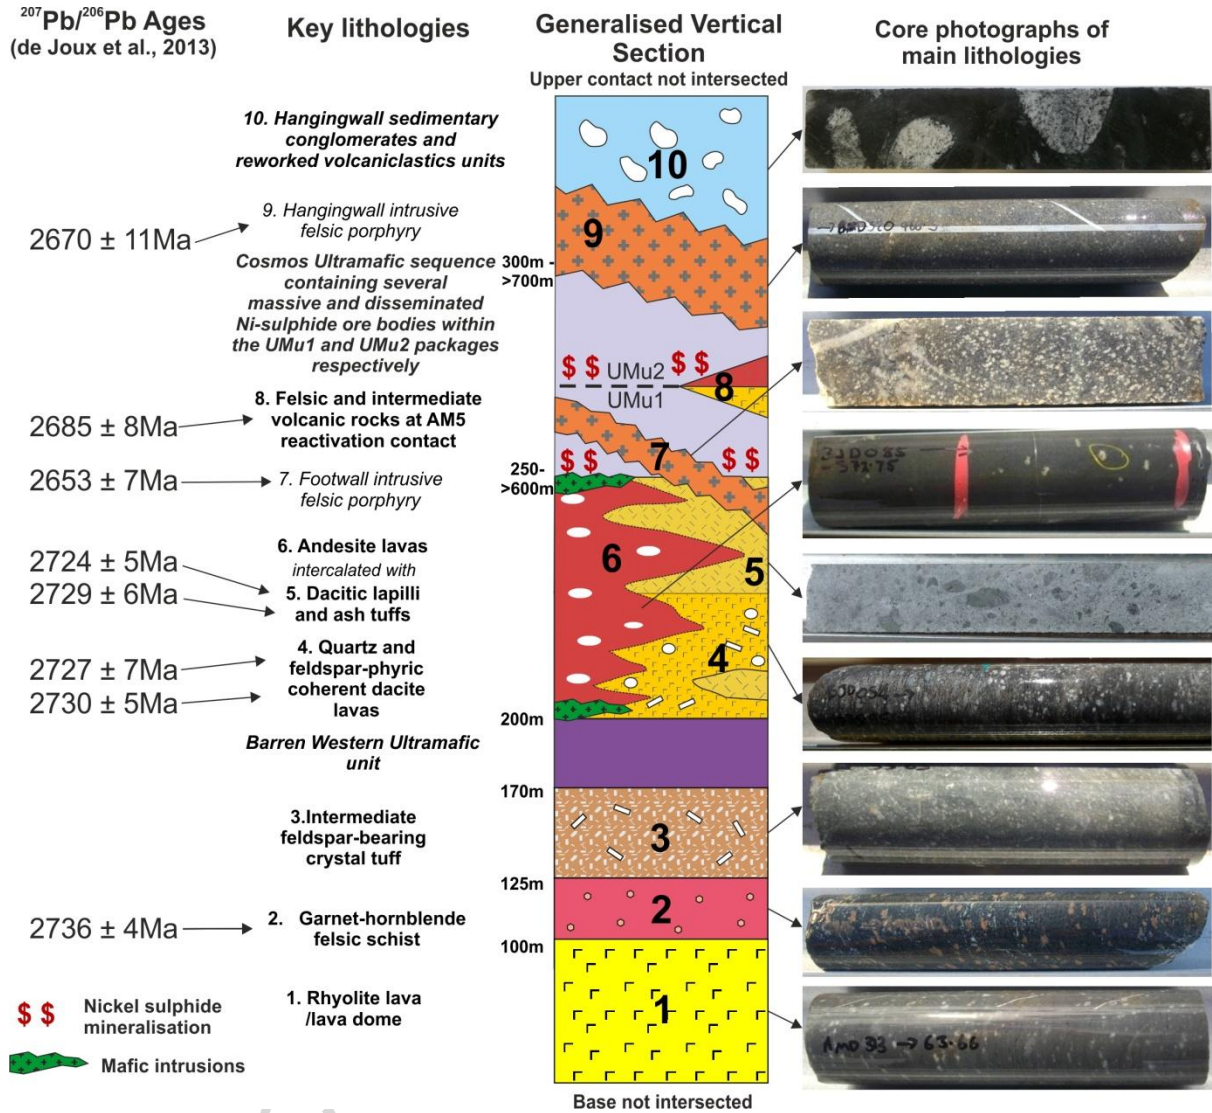 207Pb/206Pb Ages
(de Joux et al., 2013)
Key lithologies
Generalised Vertical
Section
Upper contact not intersected
Core photographs of
main lithologies
10. Hangingwall sedimentary
conglomerates and
reworked volcaniclastics units
10
2670 ± 11Ma
9. Hangingwall intrusive
felsic porphyry
9
Cosmos Ultramafic sequence
containing several
massive and disseminated
Ni-sulphide ore bodies within
the UMu1 and UMu2 packages
respectively
300m -
>700m
$ $ UMu2 $ $
UMu1
8
2685 ± 8Ma
8. Felsic and intermediate
volcanic rocks at AM5
reactivation contact
2653 ± 7Ma
7. Footwall intrusive
felsic porphyry
$ $ 7 $ $
250-
>600m
2724 ± 5Ma
2729 ± 6Ma
6. Andesite lavas
intercalated with
5. Dacitic lapilli
and ash tuffs
6
5
2727 ± 7Ma
2730 ± 5Ma
4. Quartz and
feldspar-phyric
coherent dacite
lavas
4
200m
Barren Western Ultramafic
unit
170m
3.Intermediate
feldspar-bearing
crystal tuff
3
125m
2736 ± 4Ma
2. Garnet-hornblende
felsic schist
2
100m
1. Rhyolite lava
/lava dome
1
$ $ Nickel sulphide
mineralisation
Mafic intrusions
Base not intersected
63.66